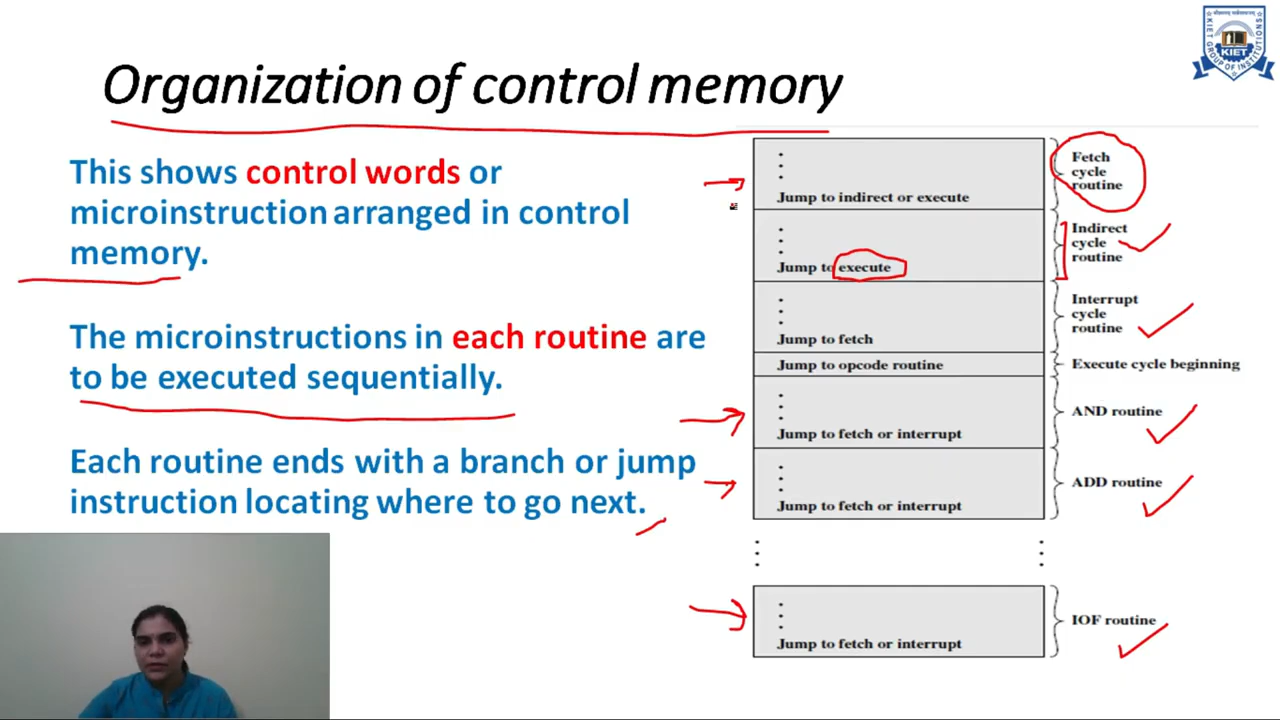 Organization of control memory
This shows control words or
microinstruction arranged in control
memory.
The microinstructions in each routine are
to be executed sequentially.
Each routine ends with a branch or jump
instruction locating where to go next.
Jump to indirect or execute
Fetch
cycle
routine
Jump to execute
Indirect
cycle
routine
Jump to fetch
Interrupt
cycle
routine
Jump to opcode routine
Execute cycle beginning
Jump to fetch or interrupt
AND routine
Jump to fetch or interrupt
ADD routine
Jump to fetch or interrupt
IOF routine
KIET
KIET GROUP OF INSTITUTIONS